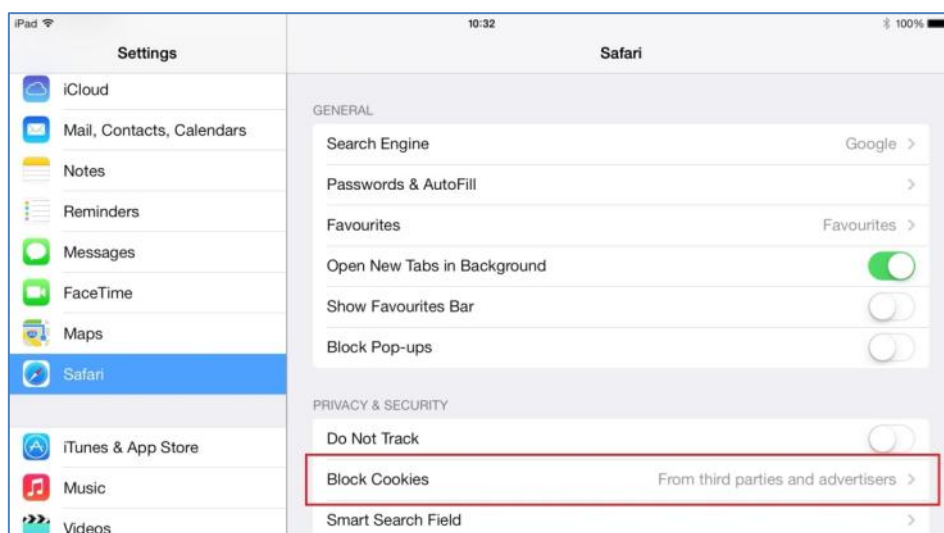 iPad 10:32 100%
Settings
Safari
iCloud
Mail, Contacts, Calendars
Notes
Reminders
Messages
FaceTime
Maps
Safari
iTunes & App Store
Music
Videos
GENERAL
Search Engine Google
Passwords & AutoFill
Favourites Favourites
Open New Tabs in Background
Show Favourites Bar
Block Pop-ups
PRIVACY & SECURITY
Do Not Track
Block Cookies From third parties and advertisers
Smart Search Field